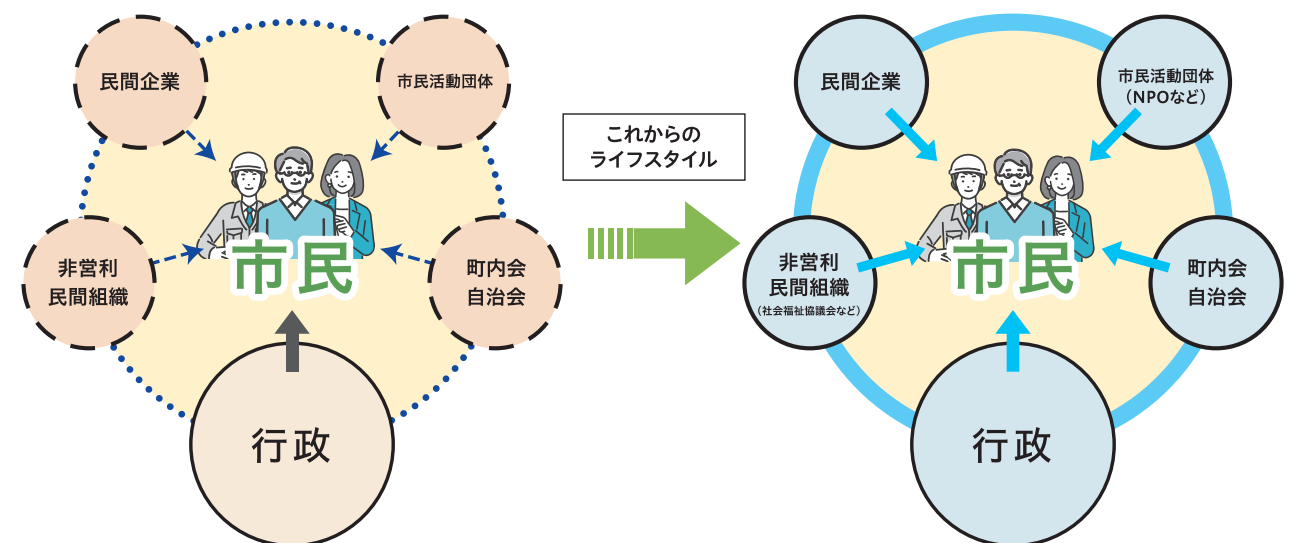 民間企業
市民活動団体
非営利
民間組織
町内会
自治会
市民
行政
これからの
ライフスタイル
民間企業
市民活動団体
（NPOなど）
非営利
民間組織
（社会福祉協議会など）
町内会
自治会
市民
行政